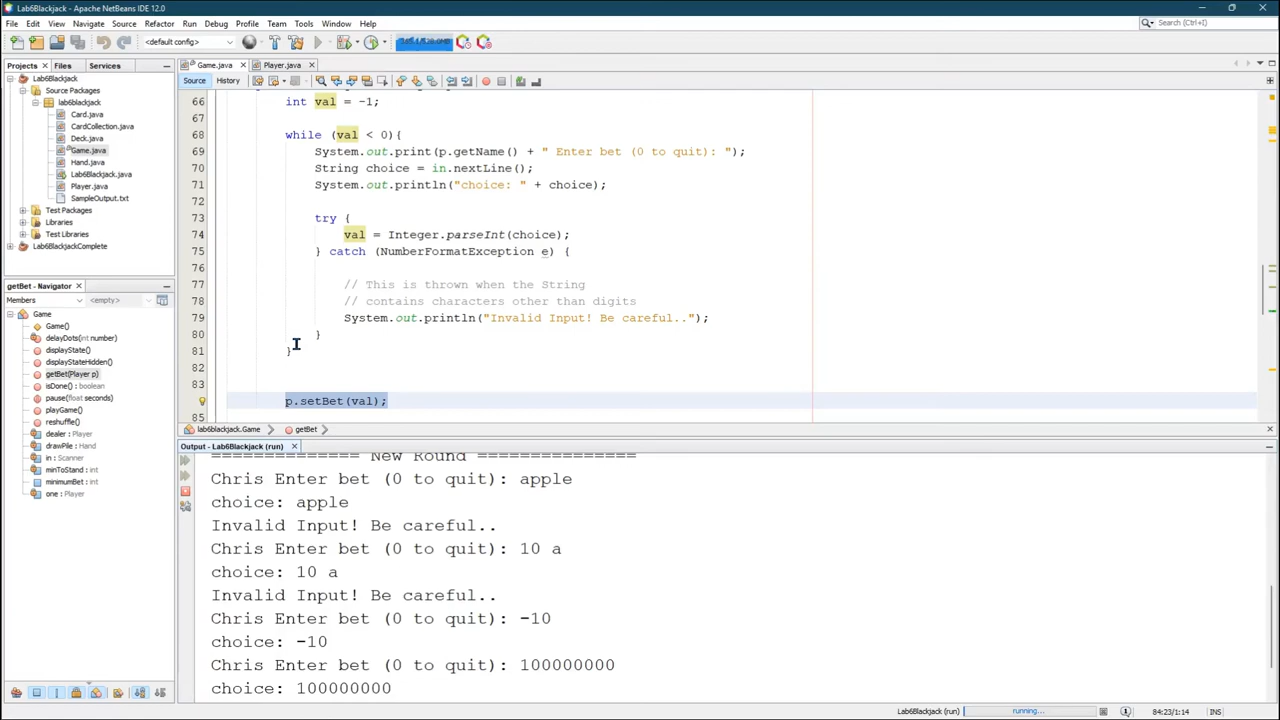 Lab6Blackjack - Apache NetBeans IDE 12.0
File Edit View Navigate Source Refactor Run Debug Profile Team Tools Window Help
Search (Ctrl+I)
<default config>
Projects Files Services
Game.java Player.java
Source History
Lab6Blackjack
Source Packages
lab6blackjack
Card.java
CardCollection.java
Deck.java
Game.java
Hand.java
Lab6Blackjack.java
Player.java
SampleOutput.txt
Test Packages
Libraries
Test Libraries
Lab6BlackjackComplete
getBet - Navigator
Members <empty>
Game
Game()
delayDots(int number)
displayState()
displayStateHidden()
getBet(Player p)
isDone() : boolean
pause(float seconds)
playGame()
reshuffle()
dealer : Player
drawPile : Hand
in : Scanner
minToStand : int
minimumBet : int
one : Player
66 int val = -1;
67
68 while (val < 0){
69 System.out.print(p.getName() + " Enter bet (0 to quit): ");
70 String choice = in.nextLine();
71 System.out.println("choice: " + choice);
72
73 try {
74 val = Integer.parseInt(choice);
75 } catch (NumberFormatException e) {
76
77 // This is thrown when the String
78 // contains characters other than digits
79 System.out.println("Invalid Input! Be careful..");
80 }
81 }
82
83
p.setBet(val);
85
lab6blackjack.Game getBet
Output - Lab6Blackjack (run)
============== New Round ===============
Chris Enter bet (0 to quit): apple
choice: apple
Invalid Input! Be careful..
Chris Enter bet (0 to quit): 10 a
choice: 10 a
Invalid Input! Be careful..
Chris Enter bet (0 to quit): -10
choice: -10
Chris Enter bet (0 to quit): 100000000
choice: 100000000
Lab6Blackjack (run) running... 84:23/1:14 INS